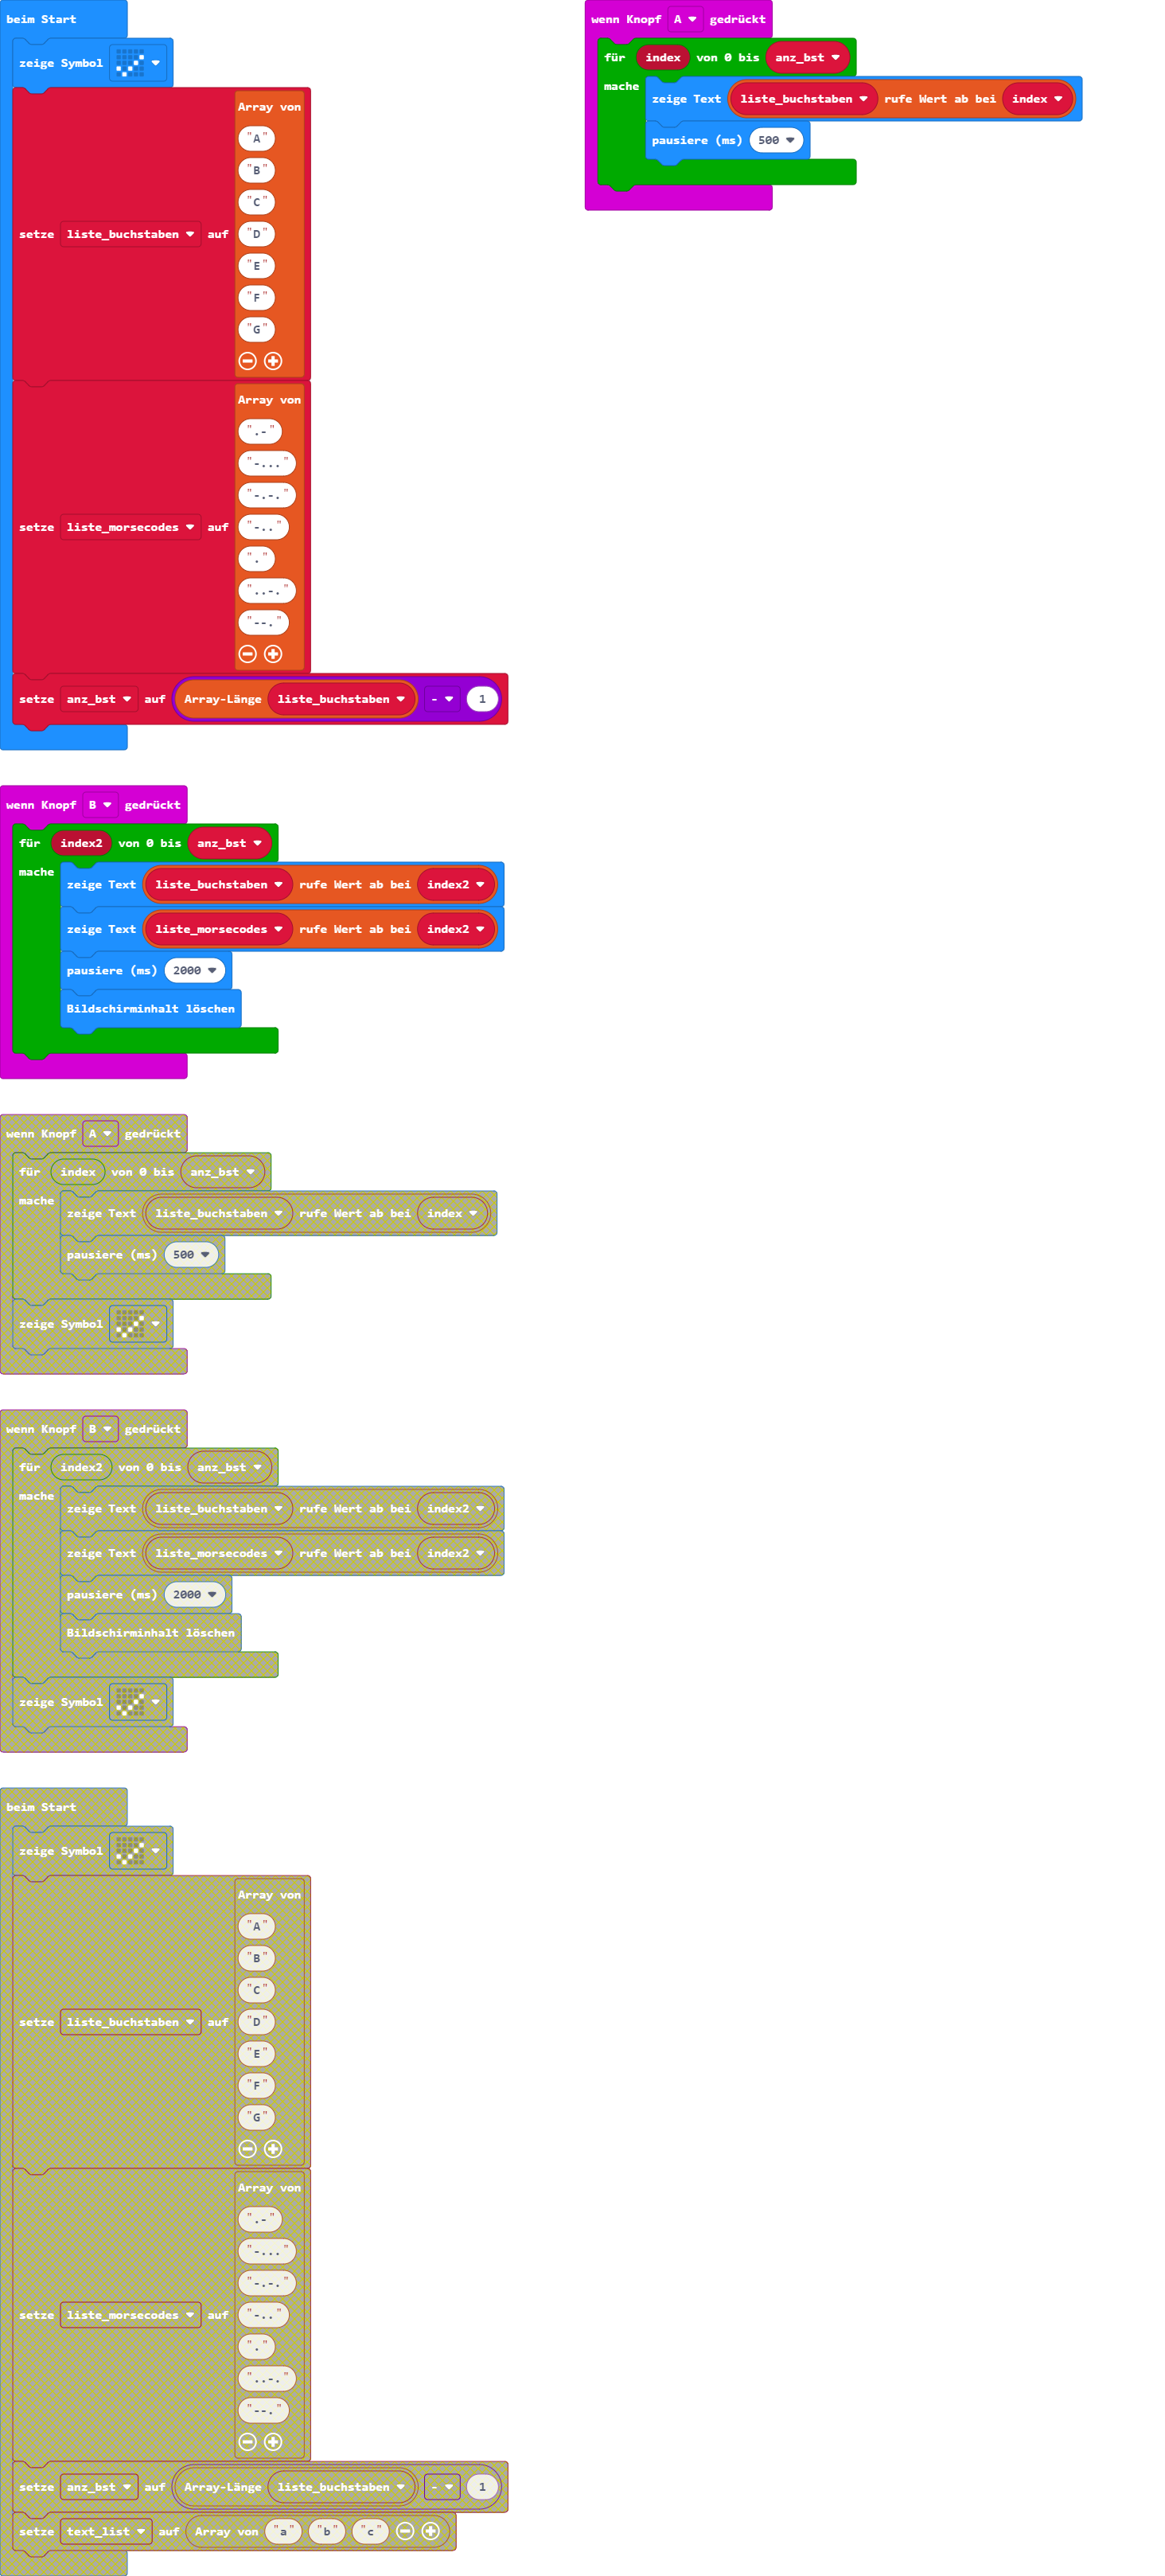 beim Start
zeige Symbol
setze liste_buchstaben auf Array von
"A"
"B"
"C"
"D"
"E"
"F"
"G"
setze liste_morsecodes auf Array von
".-"
"-..."
"-.-."
"-.."
"."
"..-."
"--."
setze anz_bst auf Array-Länge liste_buchstaben - 1
wenn Knopf A gedrückt
für index von 0 bis anz_bst
mache
zeige Text liste_buchstaben rufe Wert ab bei index
pausiere (ms) 500
wenn Knopf B gedrückt
für index2 von 0 bis anz_bst
mache
zeige Text liste_buchstaben rufe Wert ab bei index2
zeige Text liste_morsecodes rufe Wert ab bei index2
pausiere (ms) 2000
Bildschirminhalt löschen
wenn Knopf A gedrückt
für index von 0 bis anz_bst
mache
zeige Text liste_buchstaben rufe Wert ab bei index
pausiere (ms) 500
zeige Symbol
wenn Knopf B gedrückt
für index2 von 0 bis anz_bst
mache
zeige Text liste_buchstaben rufe Wert ab bei index2
zeige Text liste_morsecodes rufe Wert ab bei index2
pausiere (ms) 2000
Bildschirminhalt löschen
zeige Symbol
beim Start
zeige Symbol
setze liste_buchstaben auf Array von
"A"
"B"
"C"
"D"
"E"
"F"
"G"
setze liste_morsecodes auf Array von
".-"
"-..."
"-.-."
"-.."
"."
"..-."
"--."
setze anz_bst auf Array-Länge liste_buchstaben - 1
setze text_list auf Array von "a" "b" "c"